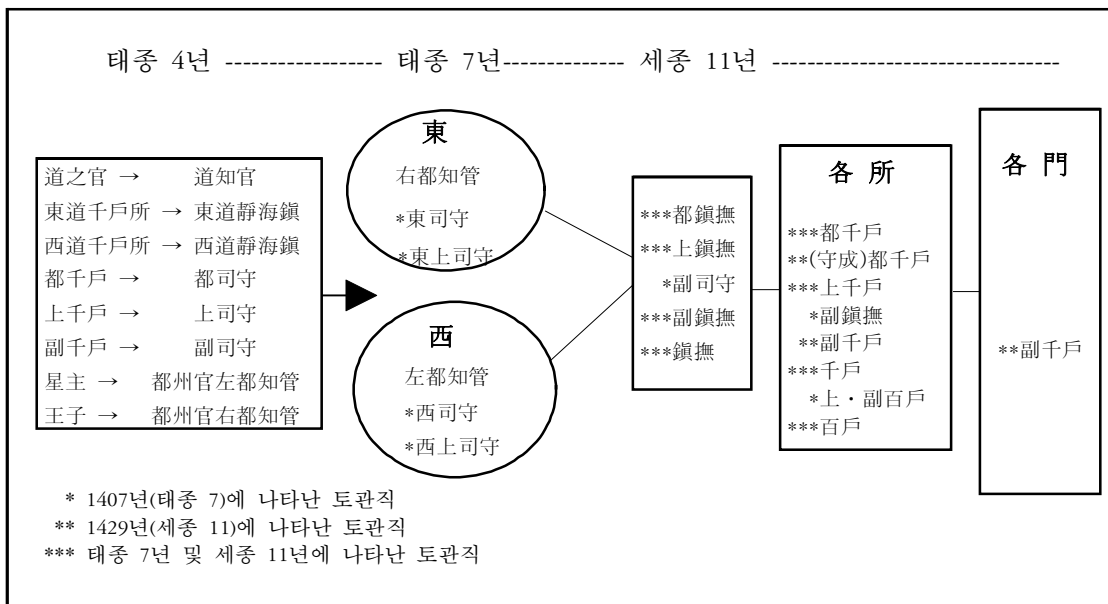 태종 4년 ------------------ 태종 7년-------------- 세종 11년 ---------------------------------
道之官 → 道知官
東道千戶所 → 東道靜海鎭
西道千戶所 → 西道靜海鎭
都千戶 → 都司守
上千戶 → 上司守
副千戶 → 副司守
星主 → 都州官左都知管
王子 → 都州官右都知管
東
右都知管
*東司守
*東上司守
西
左都知管
*西司守
*西上司守
***都鎭撫
***上鎭撫
*副司守
***副鎭撫
***鎭撫
各 所
***都千戶
**(守成)都千戶
***上千戶
*副鎭撫
**副千戶
***千戶
*上・副百戶
***百戶
各 門
**副千戶
* 1407년(태종 7)에 나타난 토관직
** 1429년(세종 11)에 나타난 토관직
*** 태종 7년 및 세종 11년에 나타난 토관직